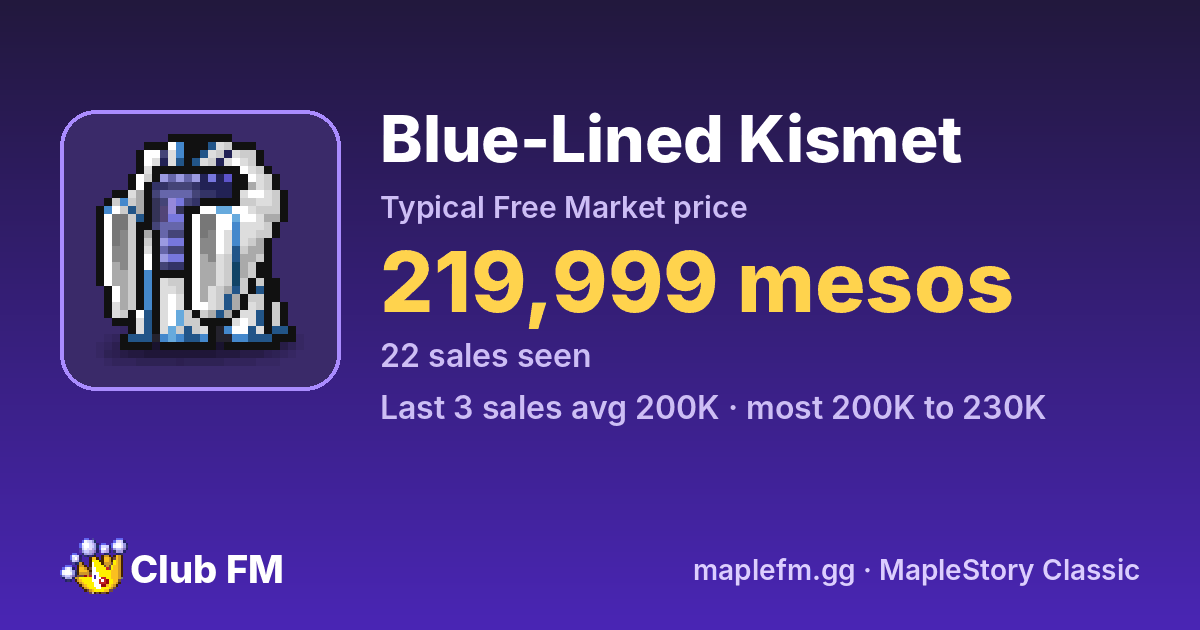 Blue-Lined Kismet
Typical Free Market price
219,999 mesos
22 sales seen
Last 3 sales avg 200K · most 200K to 230K
Club FM
maplefm.gg · MapleStory Classic